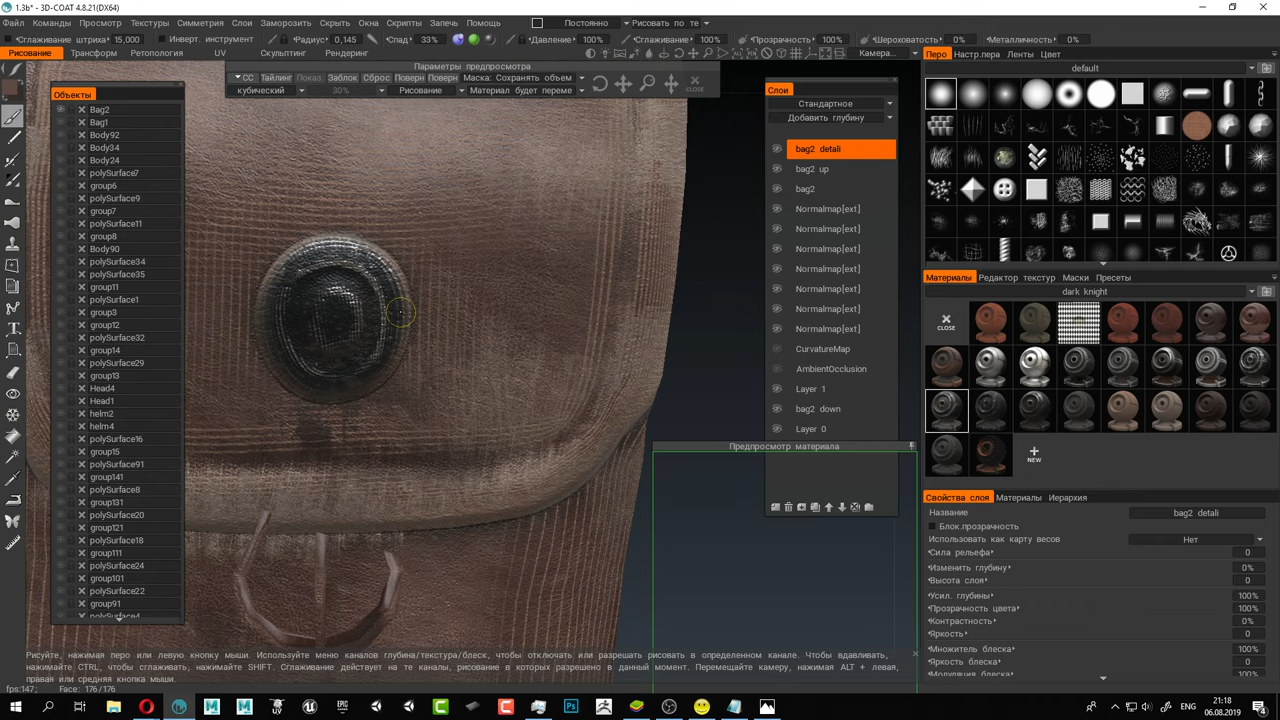 1.3b* - 3D-COAT 4.8.21(DX64)
Файл Команды Просмотр Текстуры Симметрия Слои Заморозить Скрыть Окна Скрипты Запечь Помощь Постоянно Рисовать по те
Сглаживание штриха 15,000 Инверт.инструмент Радиус 0,145 Спад 33% Давление 100% Сглаживание 100% Прозрачность 100% Шероховатость 0% Металличность 0%
Рисование Трансформ Ретопология UV Скульптинг Рендеринг Камера...
Параметры предпросмотра
CC Тайлинг Показ. Заблок Сброс Поверн Поверн Маска: Сохранять объем
кубический 30% Рисование Материал будет переме
CLOSE
Объекты
Bag2
Bag1
Body92
Body34
Body24
polySurface7
group6
polySurface9
group7
polySurface11
group8
Body90
polySurface34
polySurface35
group11
polySurface1
group3
group12
polySurface32
group14
polySurface29
group13
Head4
Head1
helm2
helm4
polySurface16
group15
polySurface91
group141
polySurface8
group131
polySurface20
group121
polySurface18
group111
polySurface24
group101
polySurface22
group91
polySurface4
Слои
Стандартное
Добавить глубину
bag2 detali
bag2 up
bag2
Normalmap[ext]
Normalmap[ext]
Normalmap[ext]
Normalmap[ext]
Normalmap[ext]
Normalmap[ext]
Normalmap[ext]
CurvatureMap
AmbientOcclusion
Layer 1
bag2 down
Layer 0
Предпросмотр материала
Перо Настр.пера Ленты Цвет
default
Материалы Редактор текстур Маски Пресеты
dark knight
CLOSE
NEW
Свойства слоя Материалы Иерархия
Название bag2 detali
Блок.прозрачность
Использовать как карту весов Нет
Сила рельефа 0
Изменить глубину 0%
Высота слоя 0
Усил. глубины 100%
Прозрачность цвета 100%
Контрастность 0%
Яркость 0
Множитель блеска 100%
Яркость блеска 0
Модуляция блеска 100%
Рисуйте, нажимая перо или левую кнопку мыши. Используйте меню каналов глубина/текстура/блеск, чтобы отключить или разрешать рисовать в определенном канале. Чтобы вдавливать,
нажмайте CTRL, чтобы сглаживать, нажимайте SHIFT. Сглаживание действует на те каналы, рисование в которых разрешено в данный момент. Перемещайте камеру, нажимая ALT + левая,
правая или средняя кнопка мыши.
fps:147; Face: 176/176
21:18
06.08.2019